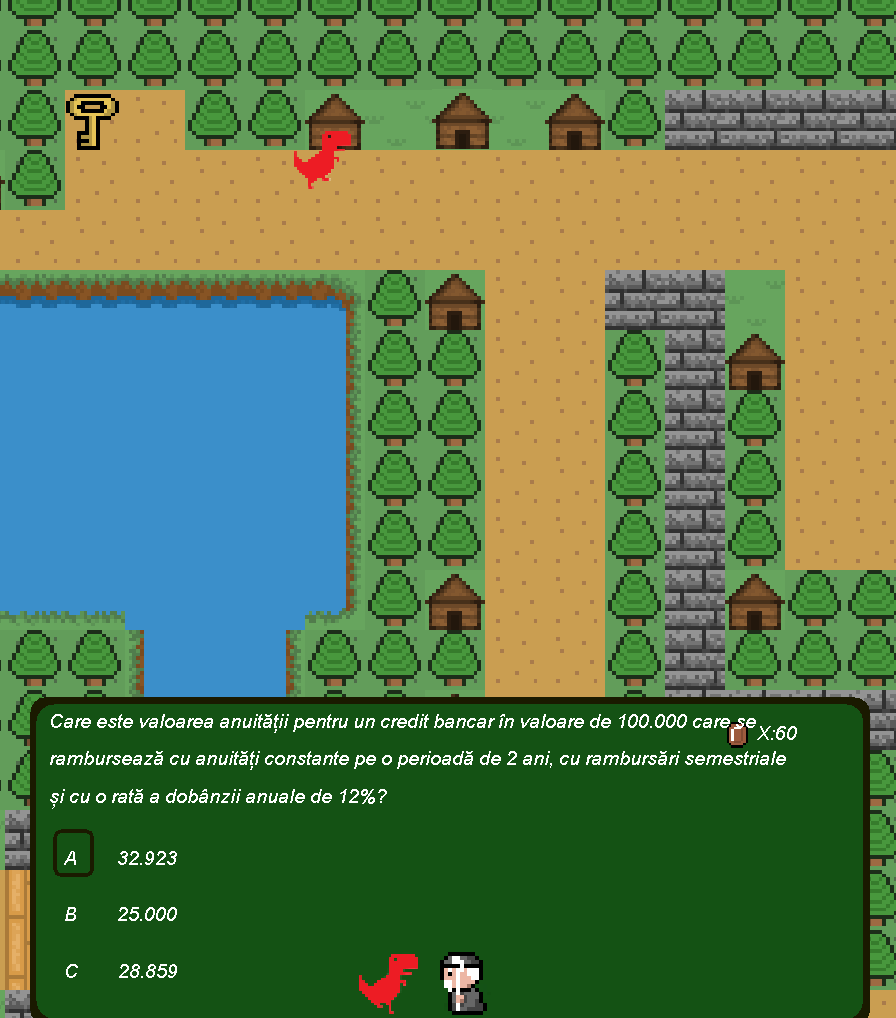 Care este valoarea anuității pentru un credit bancar în valoare de 100.000 care se
X:60
rambursează cu anuități constante pe o perioadă de 2 ani, cu rambursări semestriale
și cu o rată a dobânzii anuale de 12%?
A 32.923
B 25.000
C 28.859